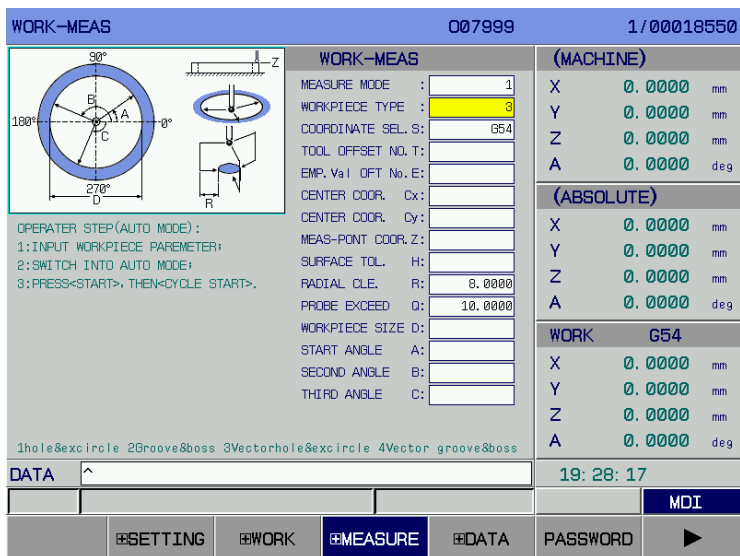 WORK-MEAS O07999 1/00018550
90°
Z
B
A
180°
0°
C
270°
D
R
OPERATER STEP(AUTO MODE):
1:INPUT WORKPIECE PAREMETER;
2:SWITCH INTO AUTO MODE;
3:PRESS<START>, THEN<CYCLE START>.
WORK-MEAS
MEASURE MODE : 1
WORKPIECE TYPE : 3
COORDINATE SEL. S: G54
TOOL OFFSET NO. T:
EMP. Val OFT No. E:
CENTER COOR. Cx:
CENTER COOR. Cy:
MEAS-PONT COOR. Z:
SURFACE TOL. H:
RADIAL CLE. R: 8.0000
PROBE EXCEED Q: 10.0000
WORKPIECE SIZE D:
START ANGLE A:
SECOND ANGLE B:
THIRD ANGLE C:
1hole&excircle 2Groove&boss 3Vectorhole&excircle 4Vector groove&boss
(MACHINE)
X 0.0000 mm
Y 0.0000 mm
Z 0.0000 mm
A 0.0000 deg
(ABSOLUTE)
X 0.0000 mm
Y 0.0000 mm
Z 0.0000 mm
A 0.0000 deg
WORK G54
X 0.0000 mm
Y 0.0000 mm
Z 0.0000 mm
A 0.0000 deg
DATA ^
19:28:17
MDI
⊞SETTING ⊞WORK ⊞MEASURE ⊞DATA PASSWORD ▶